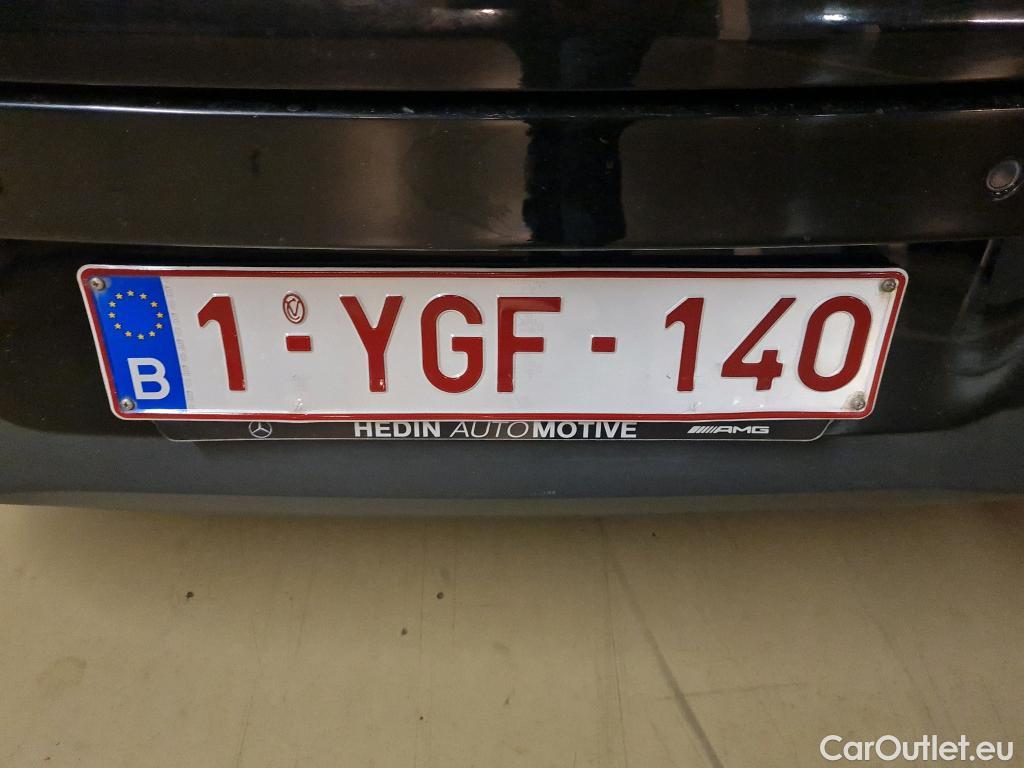 B 1-YGF-140
HEDIN AUTOMOTIVE AMG
CarOutlet.eu